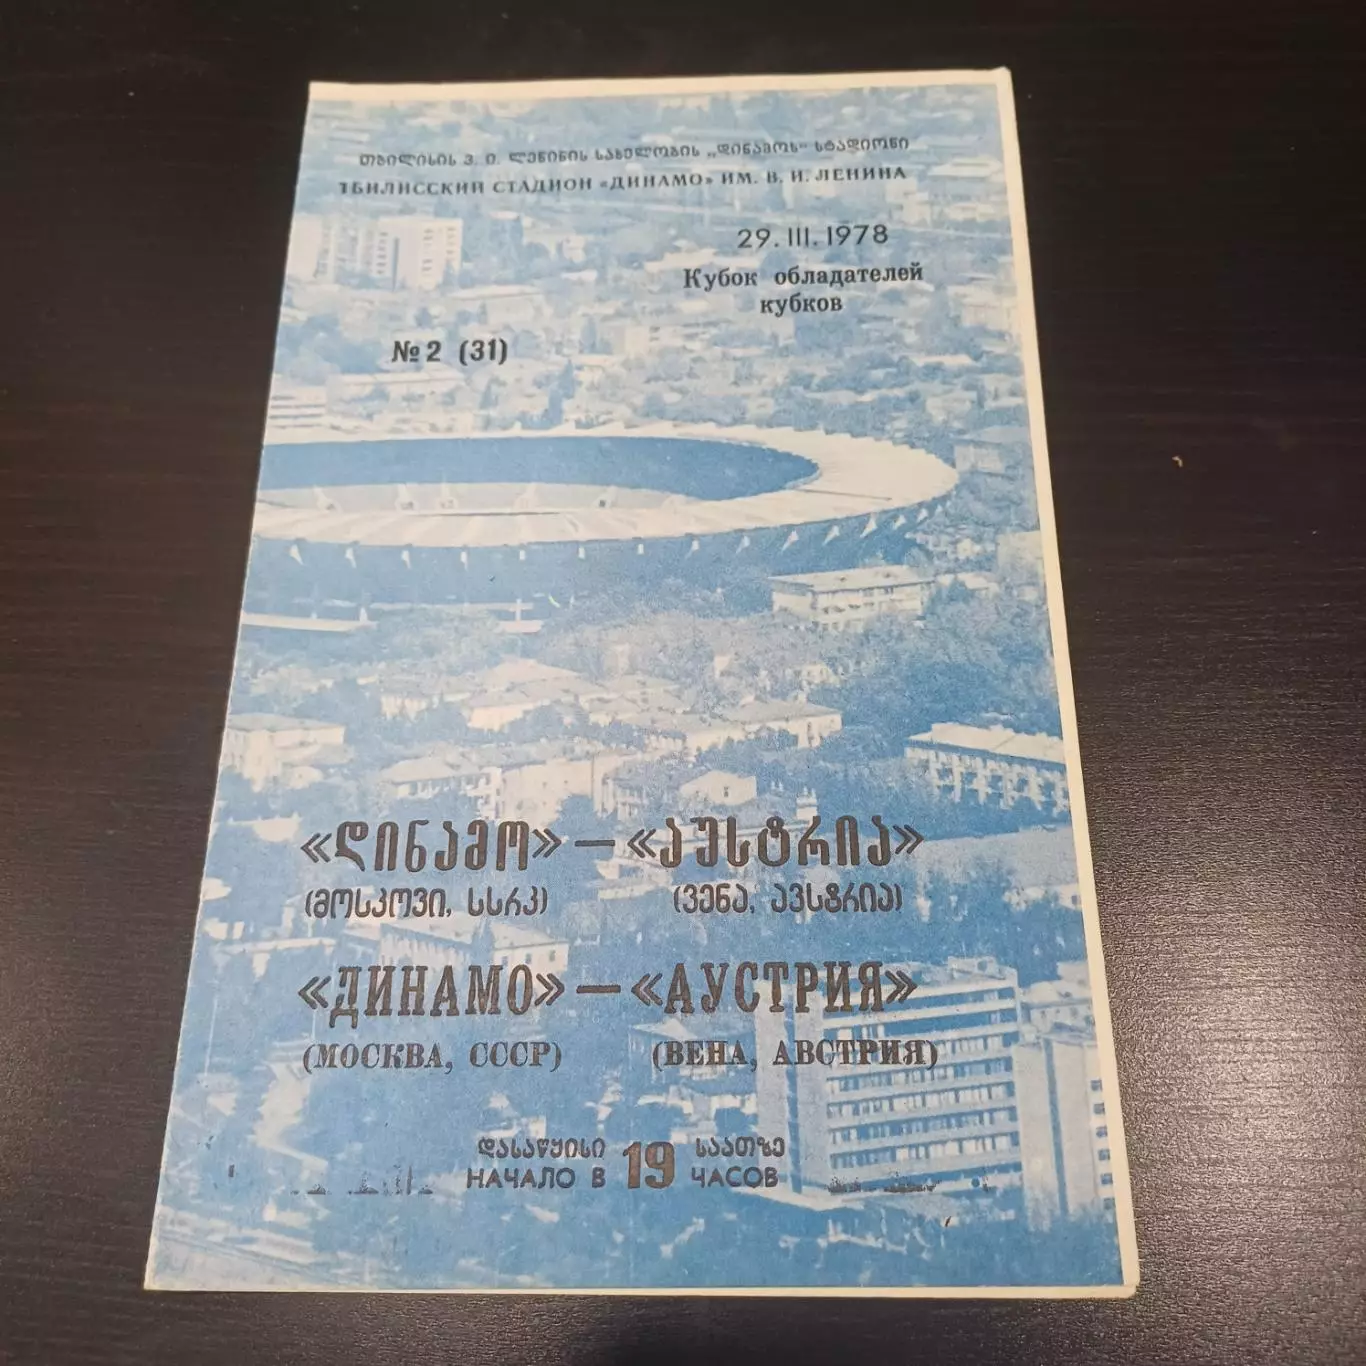 თბილისის ვ. ი. ლენინის სახელობის „დინამოს“ სტადიონი
ТБИЛИССКИЙ СТАДИОН «ДИНАМО» ИМ. В. И. ЛЕНИНА
29. III. 1978
Кубок обладателей
кубков
№ 2 (31)
«დინამო» — «აუსტრია»
(მოსკოვი, სსრკ) (ვენა, ავსტრია)
«ДИНАМО» — «АУСТРИЯ»
(МОСКВА, СССР) (ВЕНА, АВСТРИЯ)
დასაწყისი 19 საათზე
НАЧАЛО В 19 ЧАСОВ